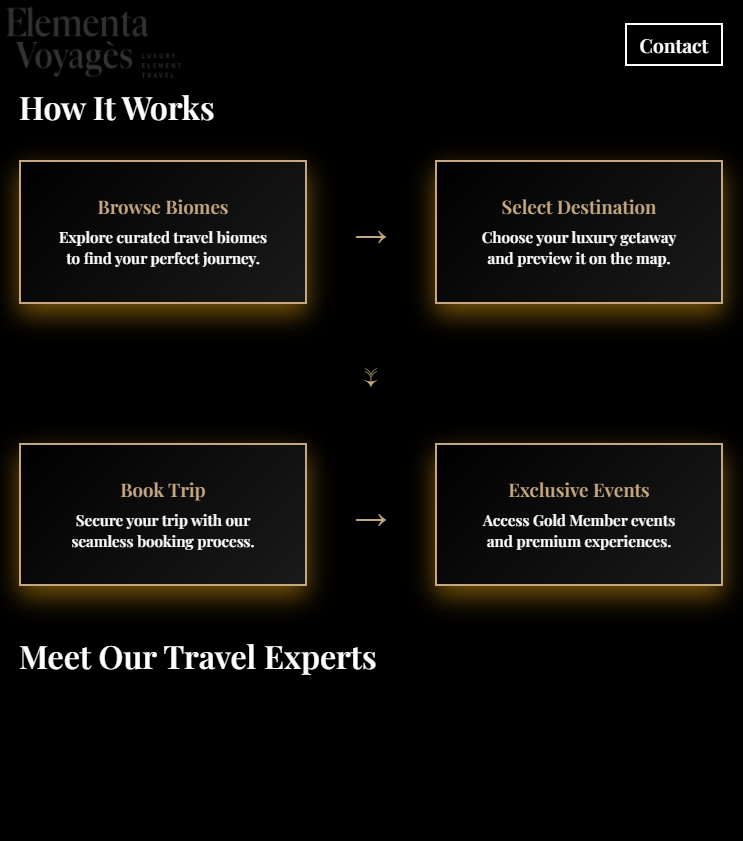 Elementa
Voyagès
LUXURY
ELEMENT
TRAVEL
Contact
How It Works
Browse Biomes
Explore curated travel biomes
to find your perfect journey.
→
Select Destination
Choose your luxury getaway
and preview it on the map.
Book Trip
Secure your trip with our
seamless booking process.
→
Exclusive Events
Access Gold Member events
and premium experiences.
Meet Our Travel Experts